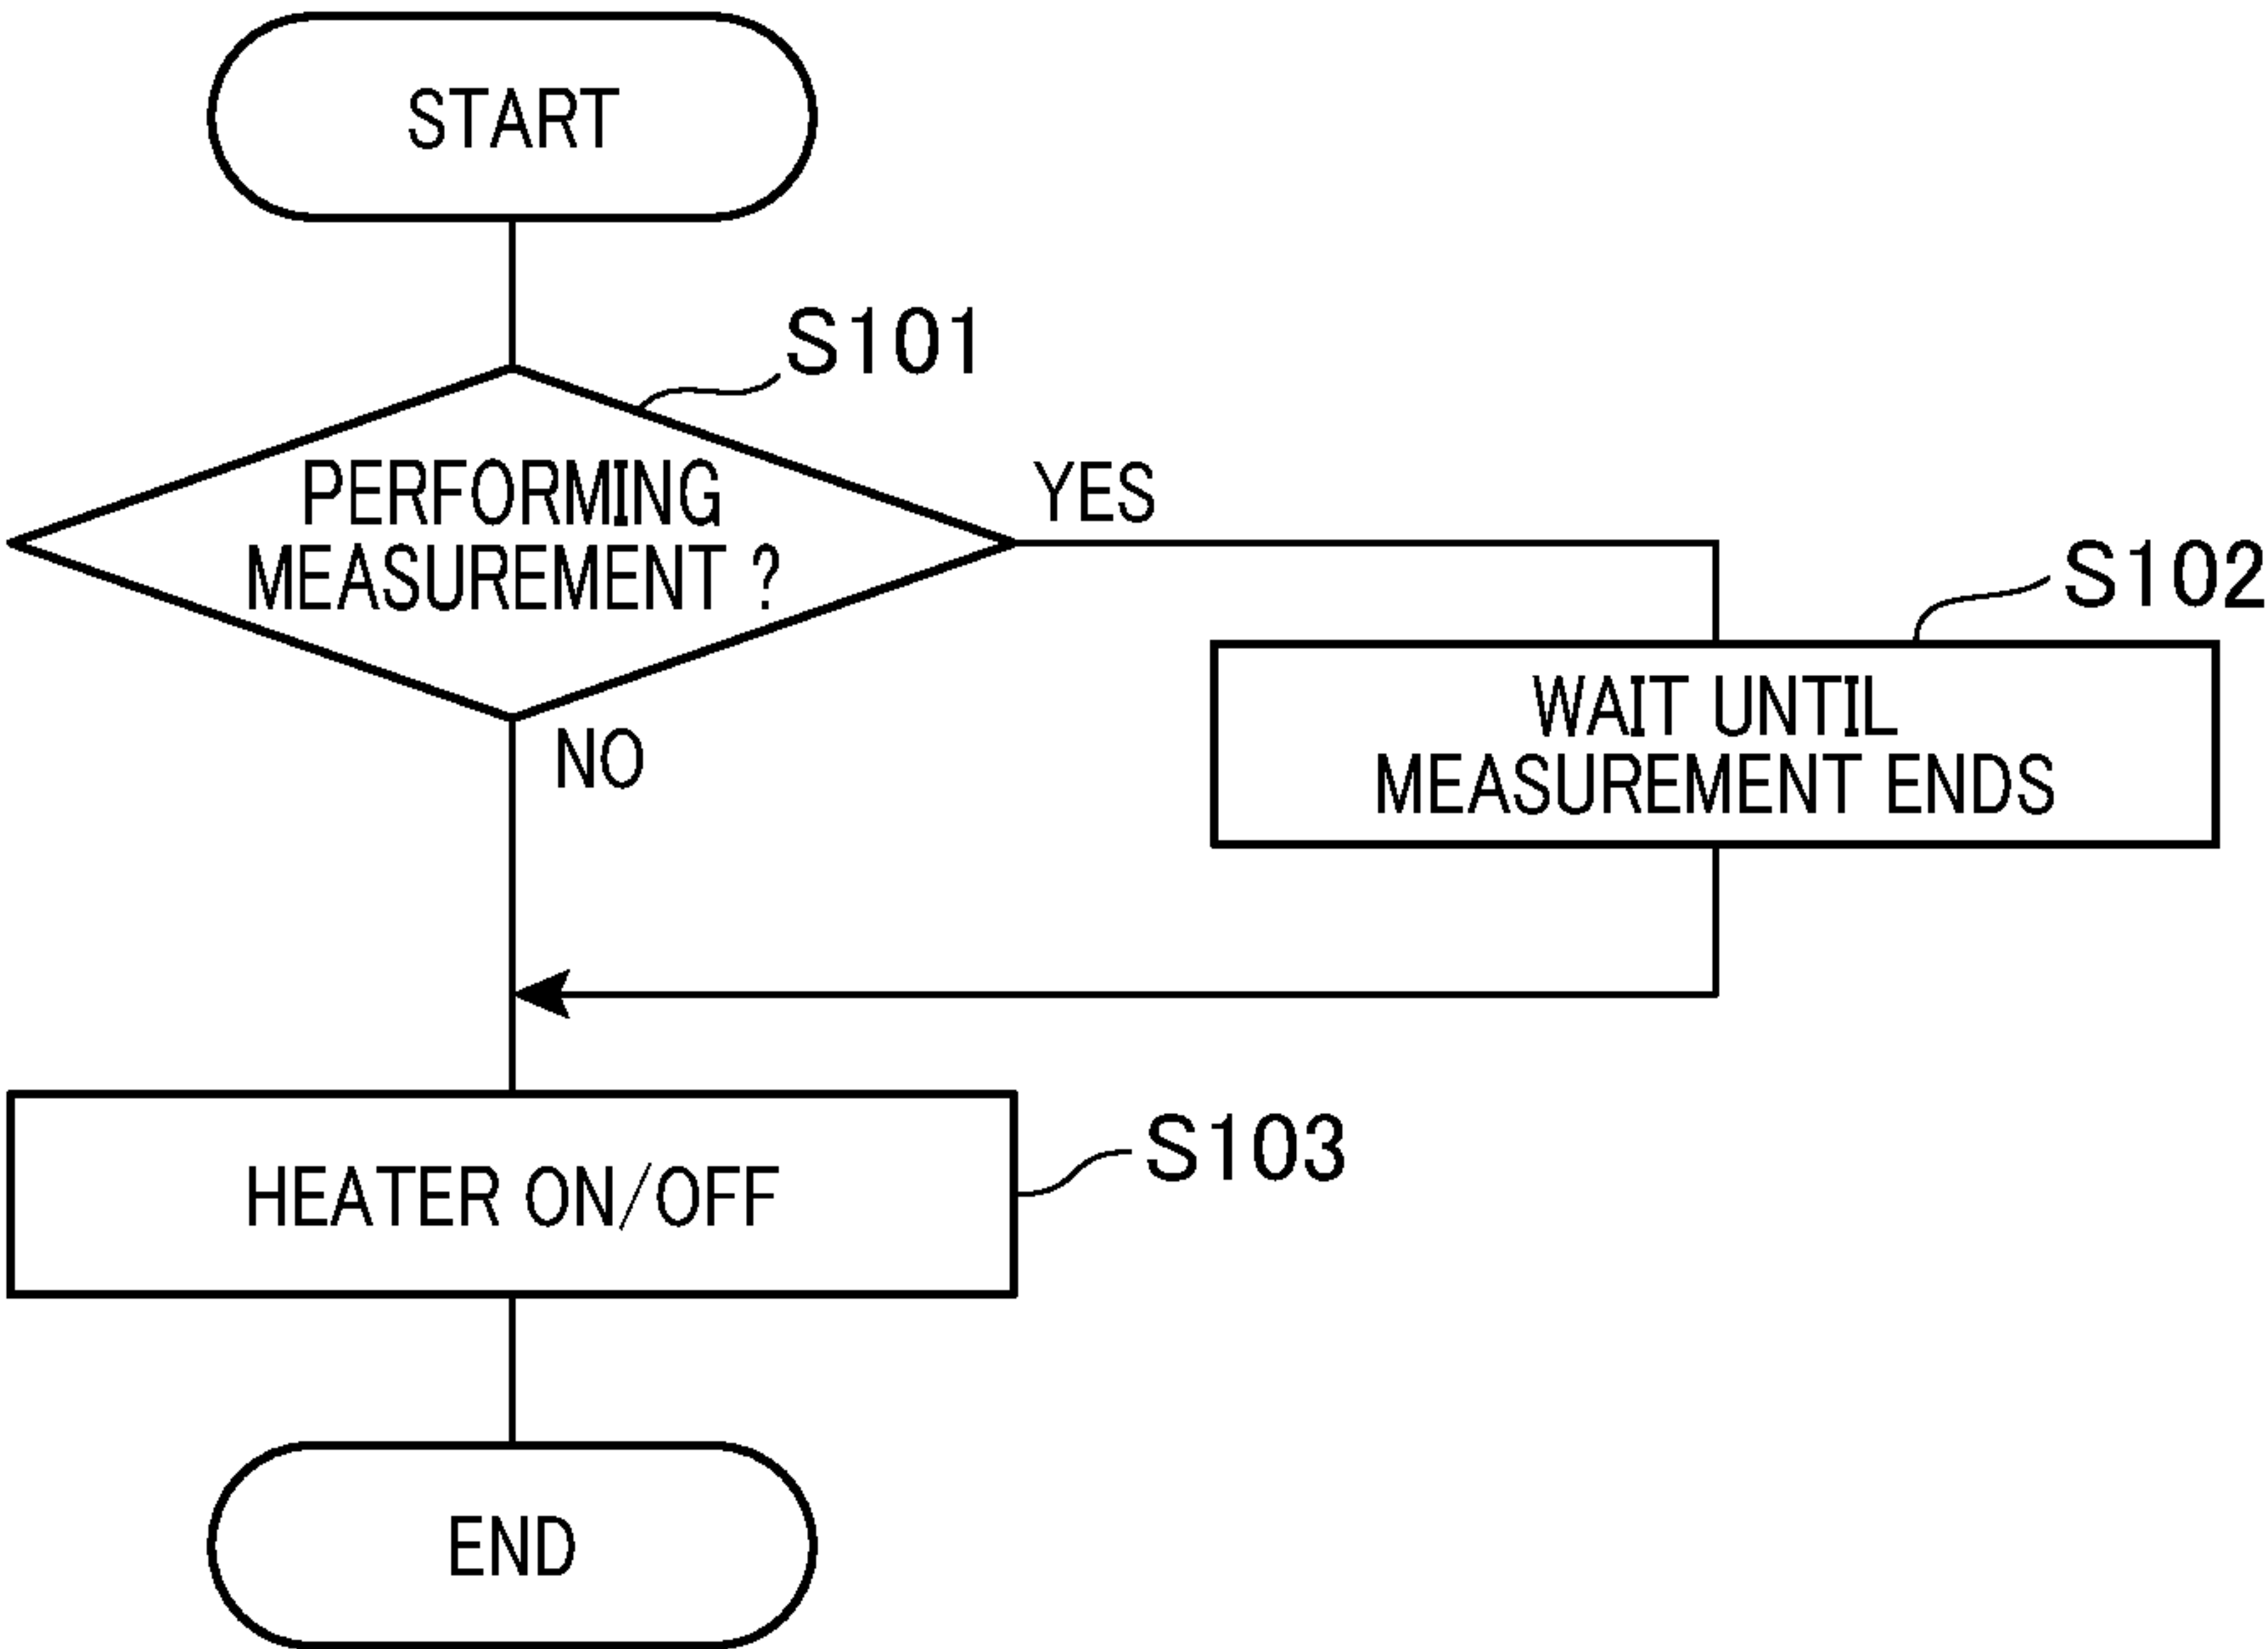 START
S101
PERFORMING
MEASUREMENT ?
YES
S102
WAIT UNTIL
MEASUREMENT ENDS
NO
HEATER ON/OFF
S103
END